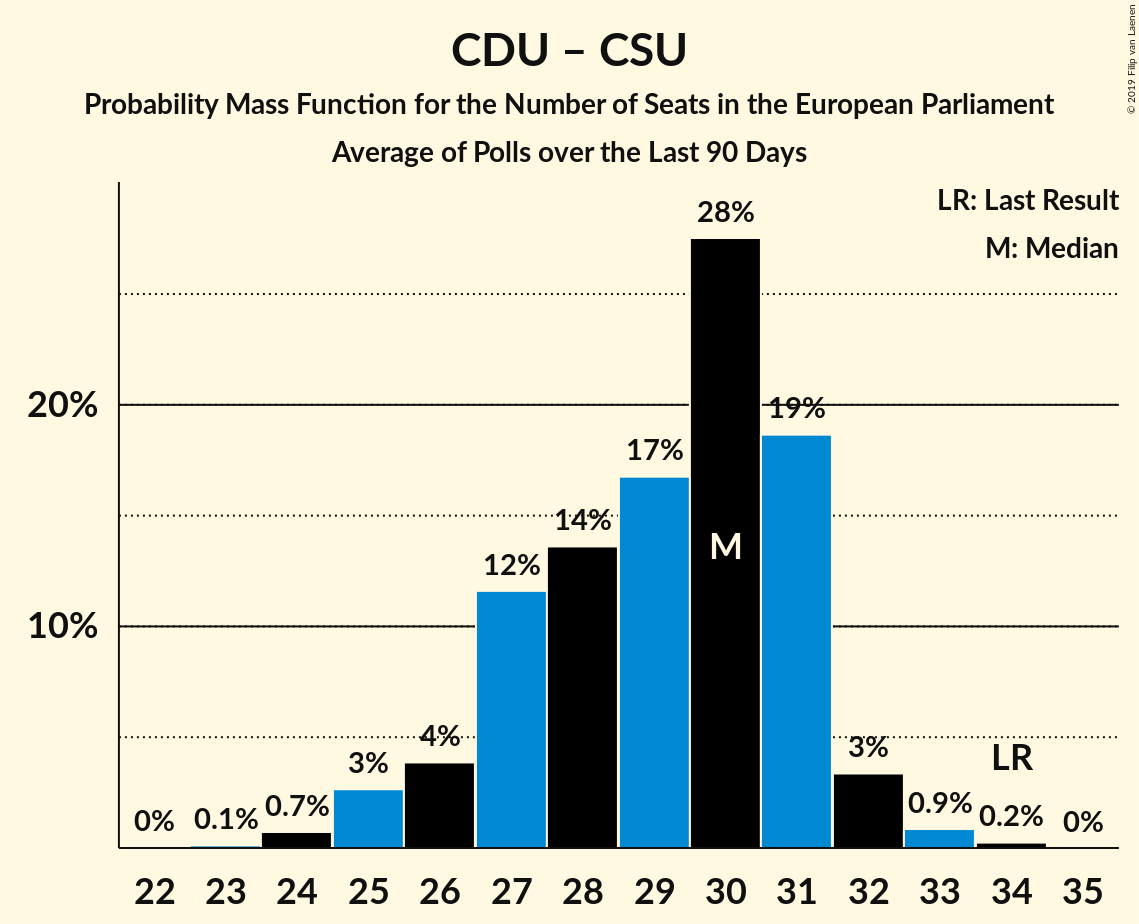 CDU – CSU
Probability Mass Function for the Number of Seats in the European Parliament
Average of Polls over the Last 90 Days
© 2019 Filip van Laenen
LR: Last Result
M: Median
28%
20%
19%
17%
14%
M
12%
10%
4%
3%
3%
LR
0%
0.1%
0.7%
0.9%
0.2%
0%
22 23 24 25 26 27 28 29 30 31 32 33 34 35